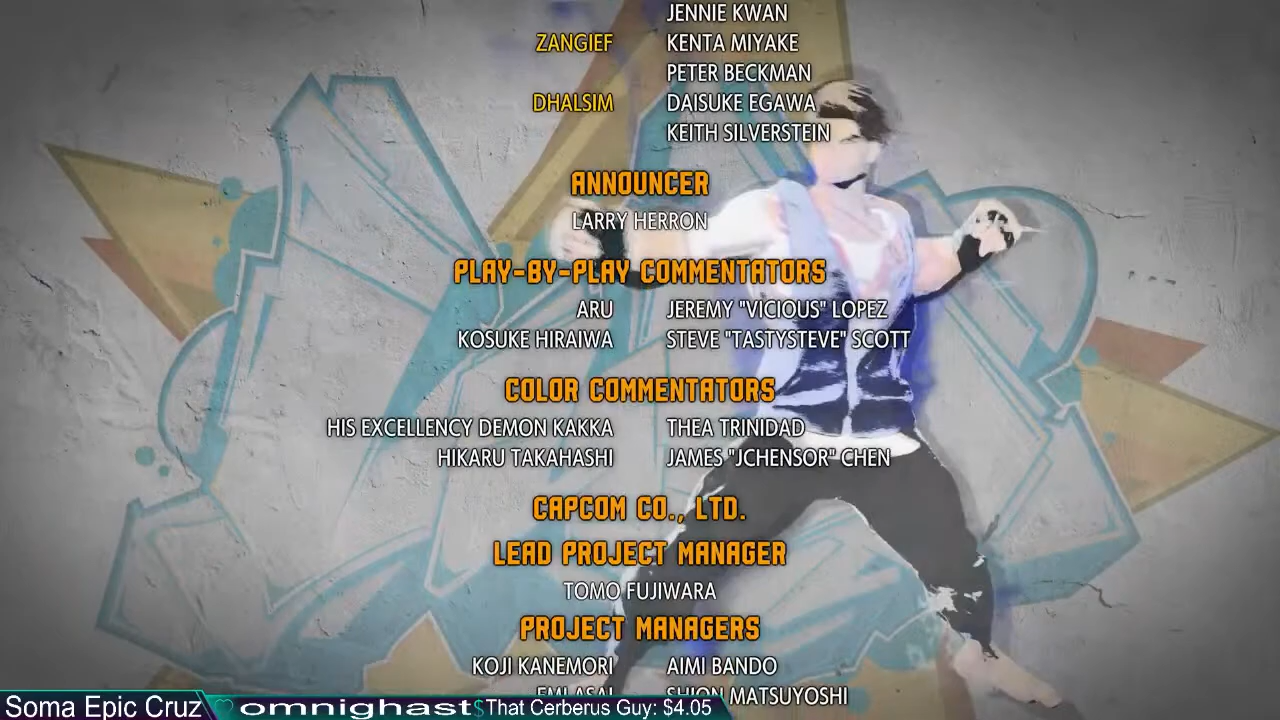 JENNIE KWAN
ZANGIEF KENTA MIYAKE
PETER BECKMAN
DHALSIM DAISUKE EGAWA
KEITH SILVERSTEIN
ANNOUNCER
LARRY HERRON
PLAY-BY-PLAY COMMENTATORS
ARU JEREMY "VICIOUS" LOPEZ
KOSUKE HIRAIWA STEVE "TASTYSTEVE" SCOTT
COLOR COMMENTATORS
HIS EXCELLENCY DEMON KAKKA THEA TRINIDAD
HIKARU TAKAHASHI JAMES "JCHENSOR" CHEN
CAPCOM CO., LTD.
LEAD PROJECT MANAGER
TOMO FUJIWARA
PROJECT MANAGERS
KOJI KANEMORI AIMI BANDO
EMI ASAI SHION MATSUYOSHI
Soma Epic Cruz omnighast $That Cerberus Guy: $4.05